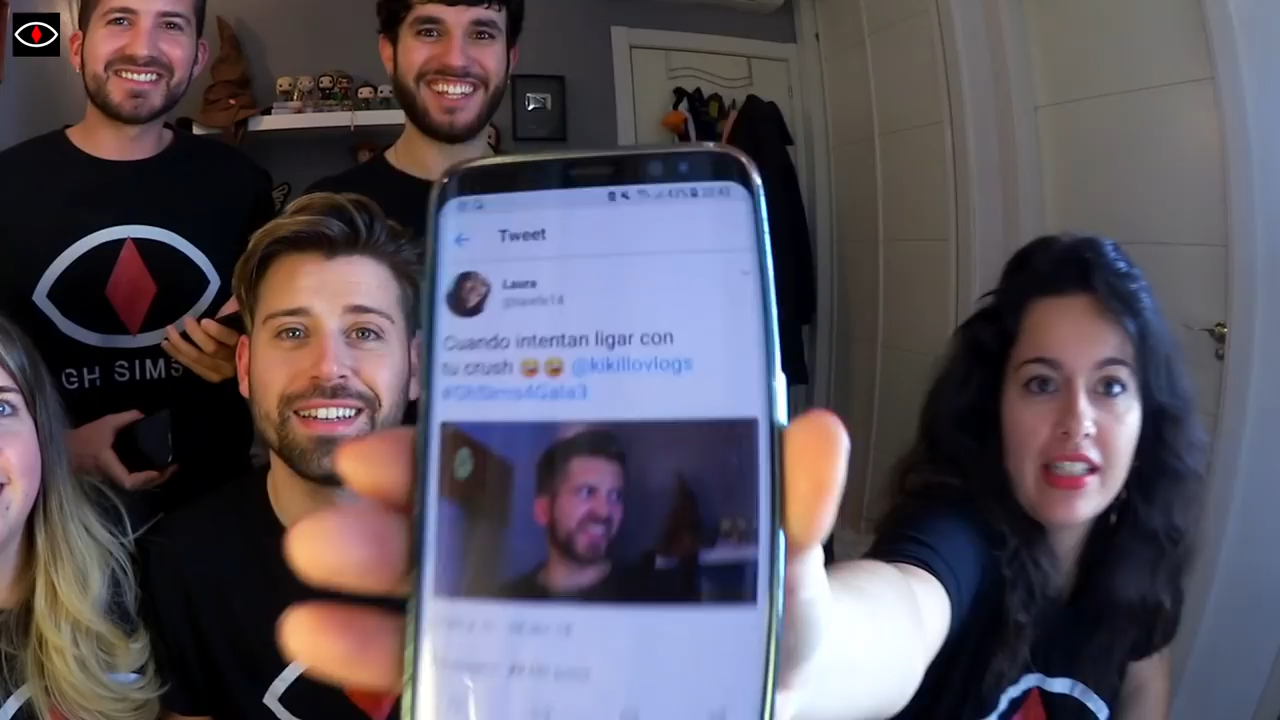 Tweet
Laura
Cuando intentan ligar con
tu crush 😂😂 @kikillovlogs
#GhSims4Gala3
GH SIMS